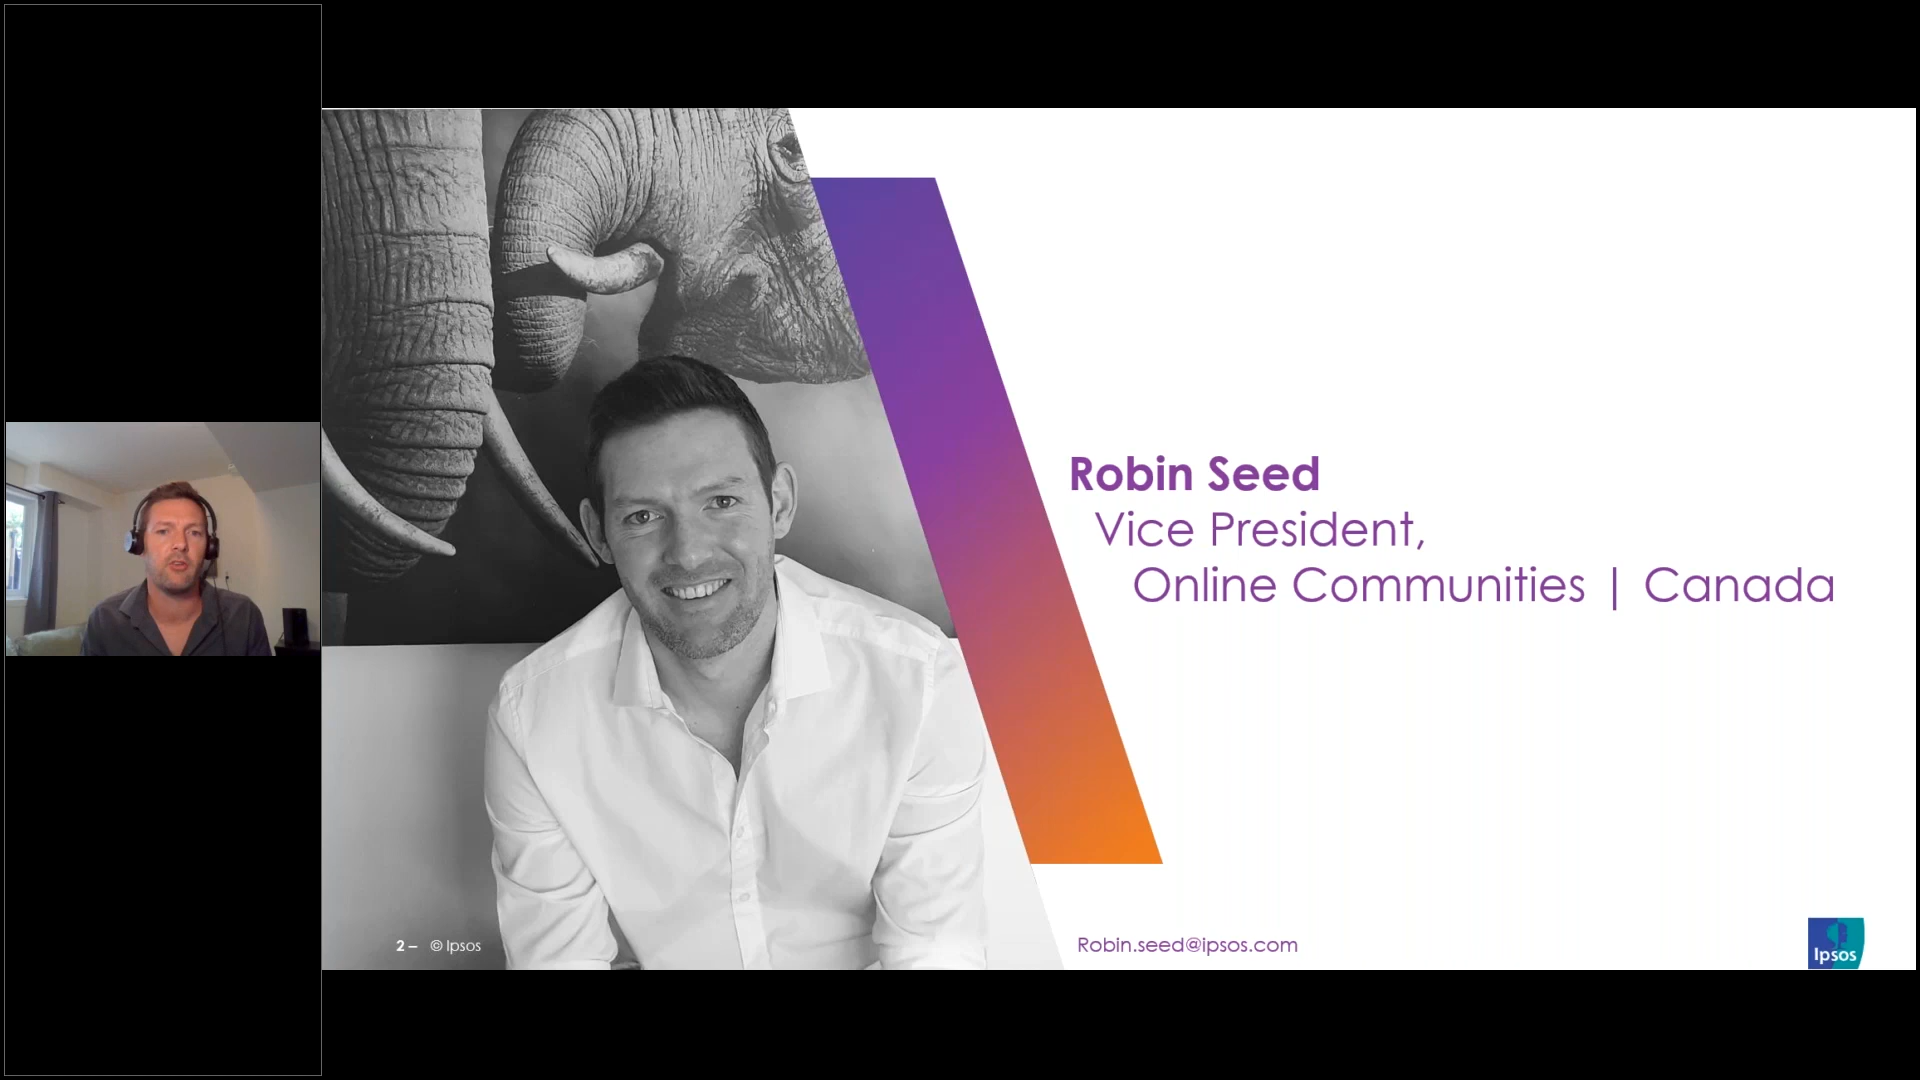 Robin Seed
Vice President,
Online Communities | Canada
2 – © Ipsos
Robin.seed@ipsos.com
Ipsos